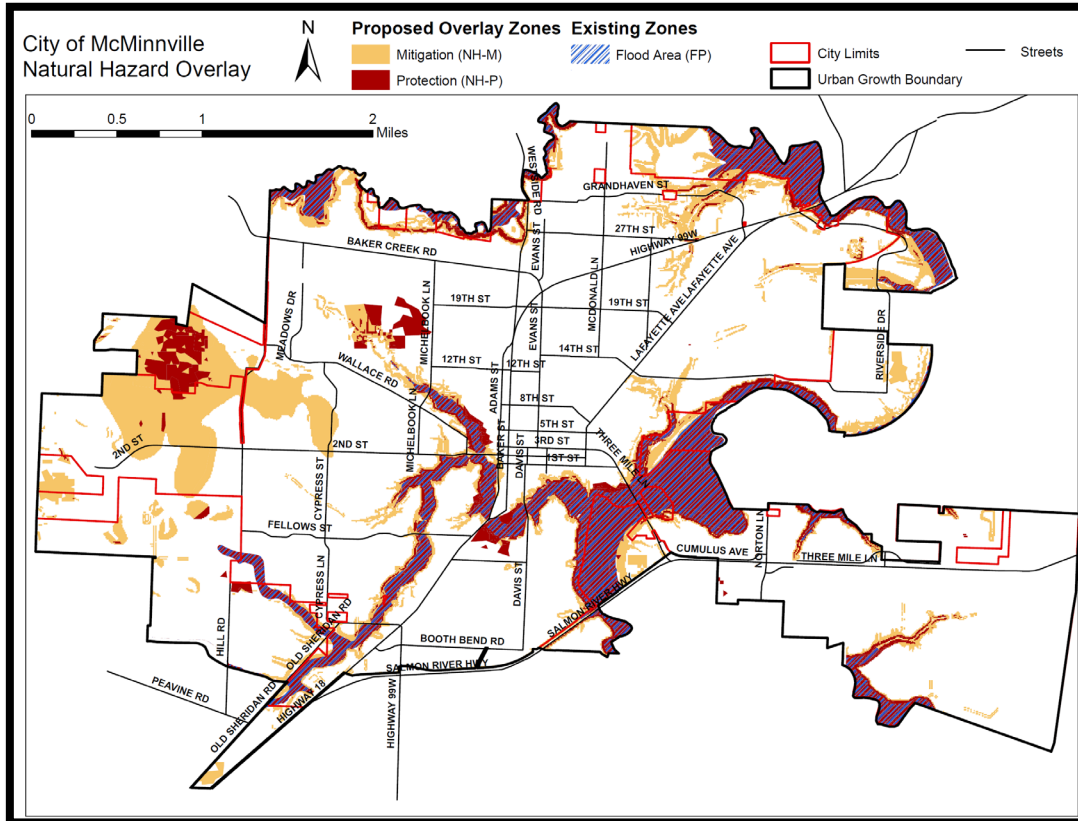 City of McMinnville
Natural Hazard Overlay
N
Proposed Overlay Zones
Mitigation (NH-M)
Protection (NH-P)
Existing Zones
Flood Area (FP)
City Limits
Urban Growth Boundary
Streets
0 0.5 1 2
Miles
WESTSIDE RD
GRANDHAVEN ST
27TH ST
HIGHWAY 99W
EVANS ST
BAKER CREEK RD
MCDONALD LN
LAFAYETTE AVE
LAFAYETTE AVE
MEADOWS DR
MICHELBOOK LN
19TH ST
19TH ST
EVANS ST
RIVERSIDE DR
14TH ST
12TH ST
12TH ST
WALLACE RD
ADAMS ST
8TH ST
MICHELBOOK LN
5TH ST
3RD ST
2ND ST
2ND ST
1ST ST
BAKER ST
DAVIS ST
THREE MILE LN
CYPRESS ST
FELLOWS ST
NORTON LN
CUMULUS AVE
THREE MILE LN
CYPRESS LN
DAVIS ST
HILL RD
OLD SHERIDAN RD
BOOTH BEND RD
SALMON RIVER HWY
SALMON RIVER HWY
PEAVINE RD
OLD SHERIDAN RD
HIGHWAY 18
HIGHWAY 99W